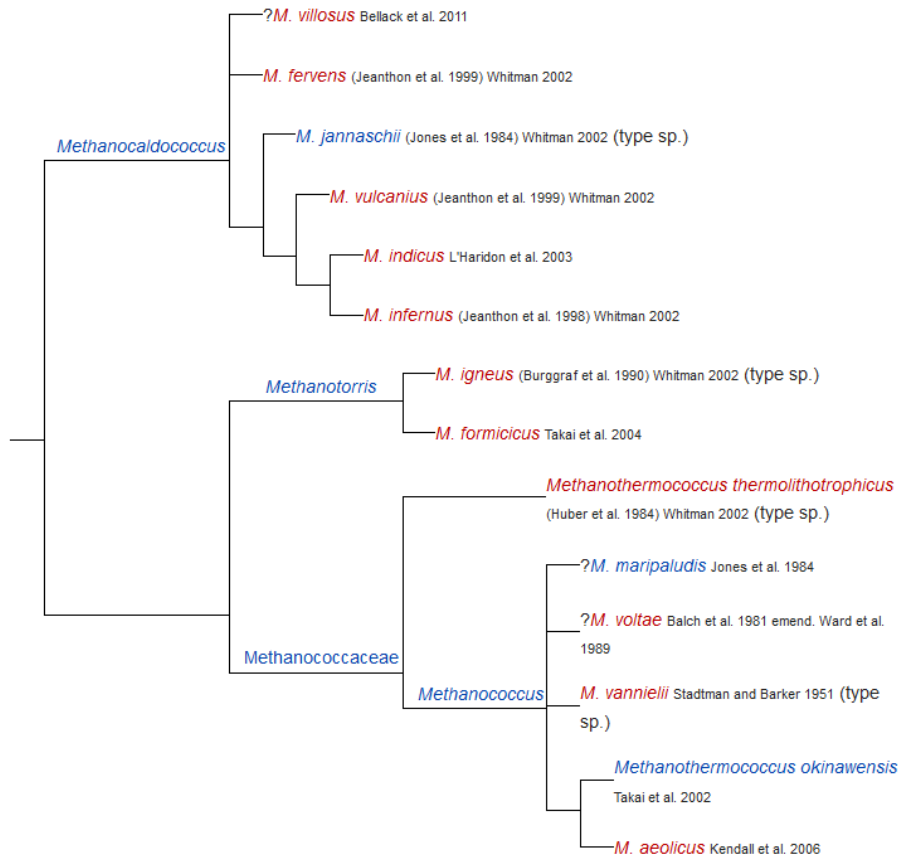 ?M. villosus Bellack et al. 2011
M. fervens (Jeanthon et al. 1999) Whitman 2002
Methanocaldococcus
M. jannaschii (Jones et al. 1984) Whitman 2002 (type sp.)
M. vulcanius (Jeanthon et al. 1999) Whitman 2002
M. indicus L'Haridon et al. 2003
M. infernus (Jeanthon et al. 1998) Whitman 2002
Methanotorris
M. igneus (Burggraf et al. 1990) Whitman 2002 (type sp.)
M. formicicus Takai et al. 2004
Methanothermococcus thermolithotrophicus
(Huber et al. 1984) Whitman 2002 (type sp.)
?M. maripaludis Jones et al. 1984
?M. voltae Balch et al. 1981 emend. Ward et al.
1989
Methanococcaceae
Methanococcus
M. vannielii Stadtman and Barker 1951 (type
sp.)
Methanothermococcus okinawensis
Takai et al. 2002
M. aeolicus Kendall et al. 2006